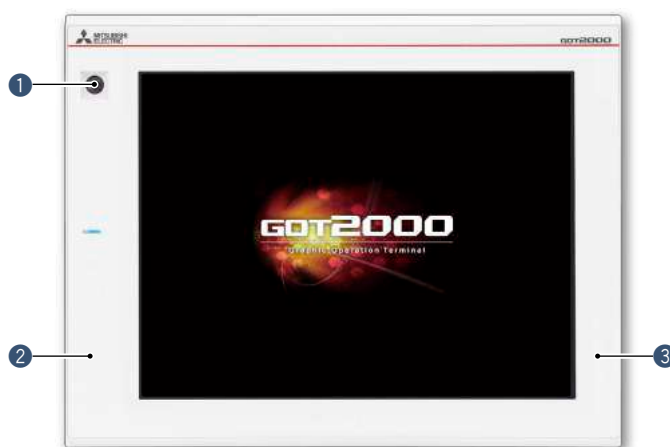 MITSUBISHI
ELECTRIC
GOT2000
1
GOT2000
Graphic Operation Terminal
2
3